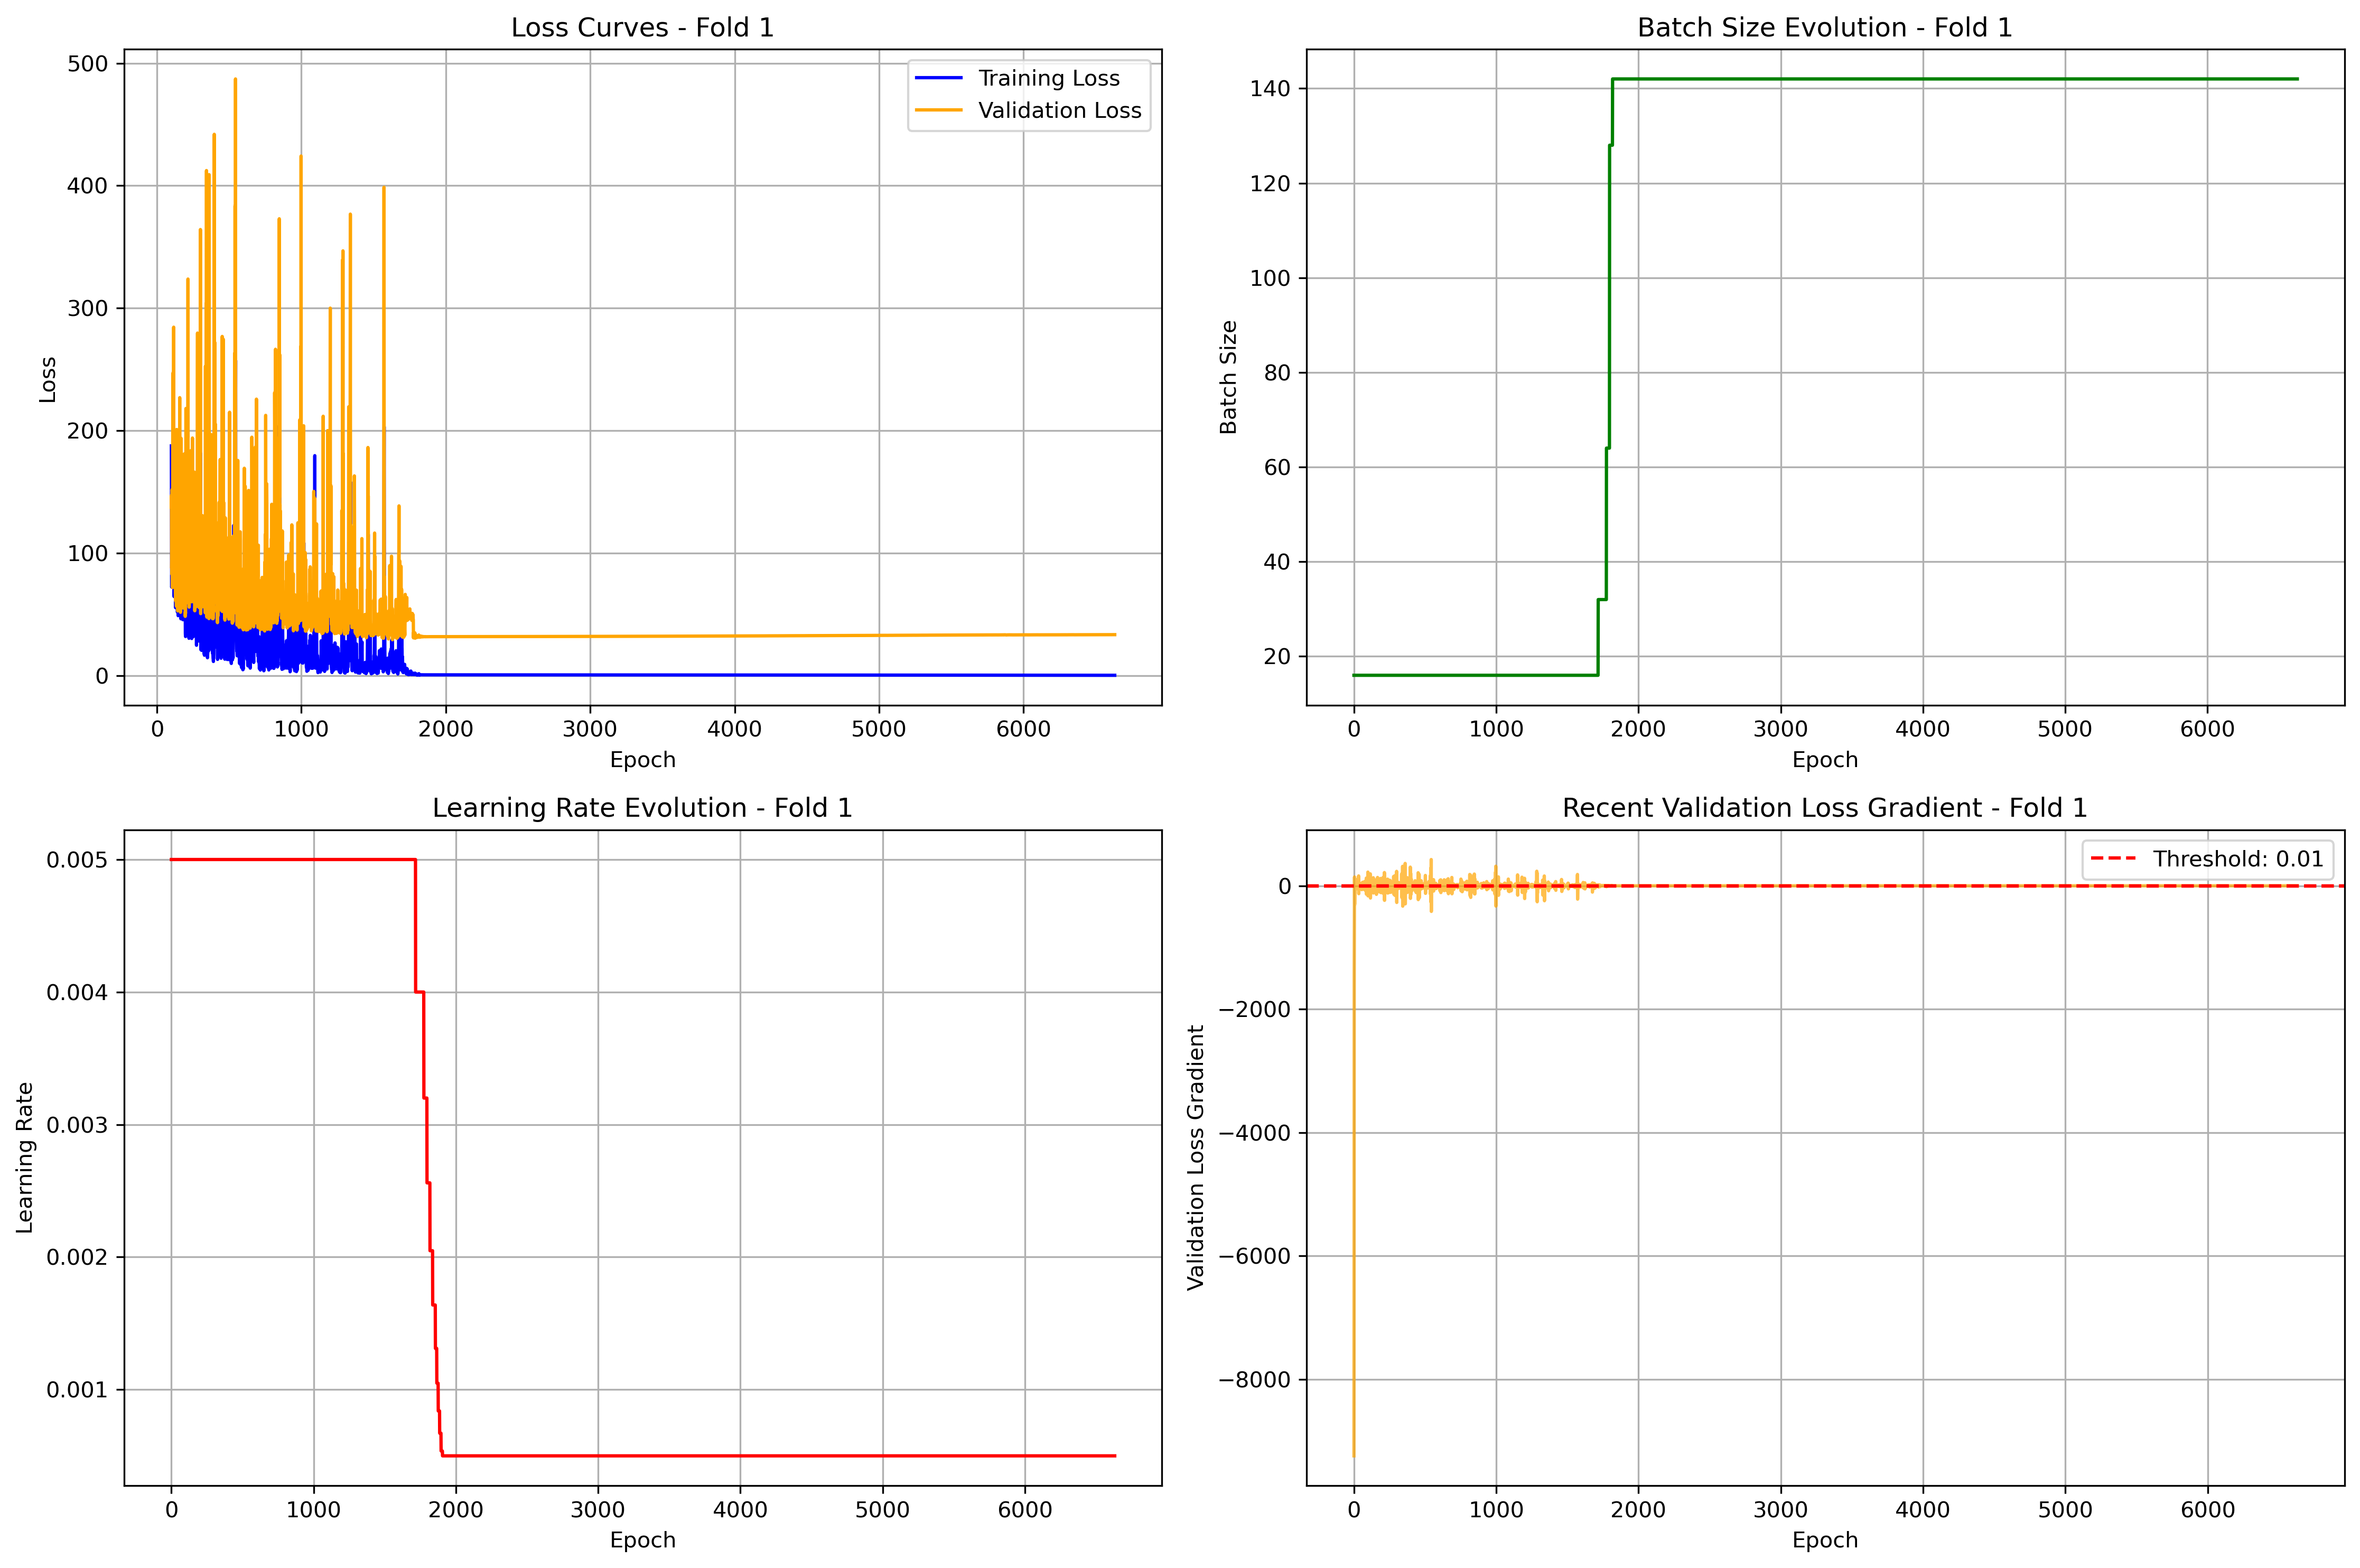 Loss Curves - Fold 1
Training Loss
Validation Loss
500
400
300
200
100
0
Loss
0 1000 2000 3000 4000 5000 6000
Epoch
Batch Size Evolution - Fold 1
140
120
100
80
60
40
20
Batch Size
0 1000 2000 3000 4000 5000 6000
Epoch
Learning Rate Evolution - Fold 1
0.005
0.004
0.003
0.002
0.001
Learning Rate
0 1000 2000 3000 4000 5000 6000
Epoch
Recent Validation Loss Gradient - Fold 1
Threshold: 0.01
0
−2000
−4000
−6000
−8000
Validation Loss Gradient
0 1000 2000 3000 4000 5000 6000
Epoch